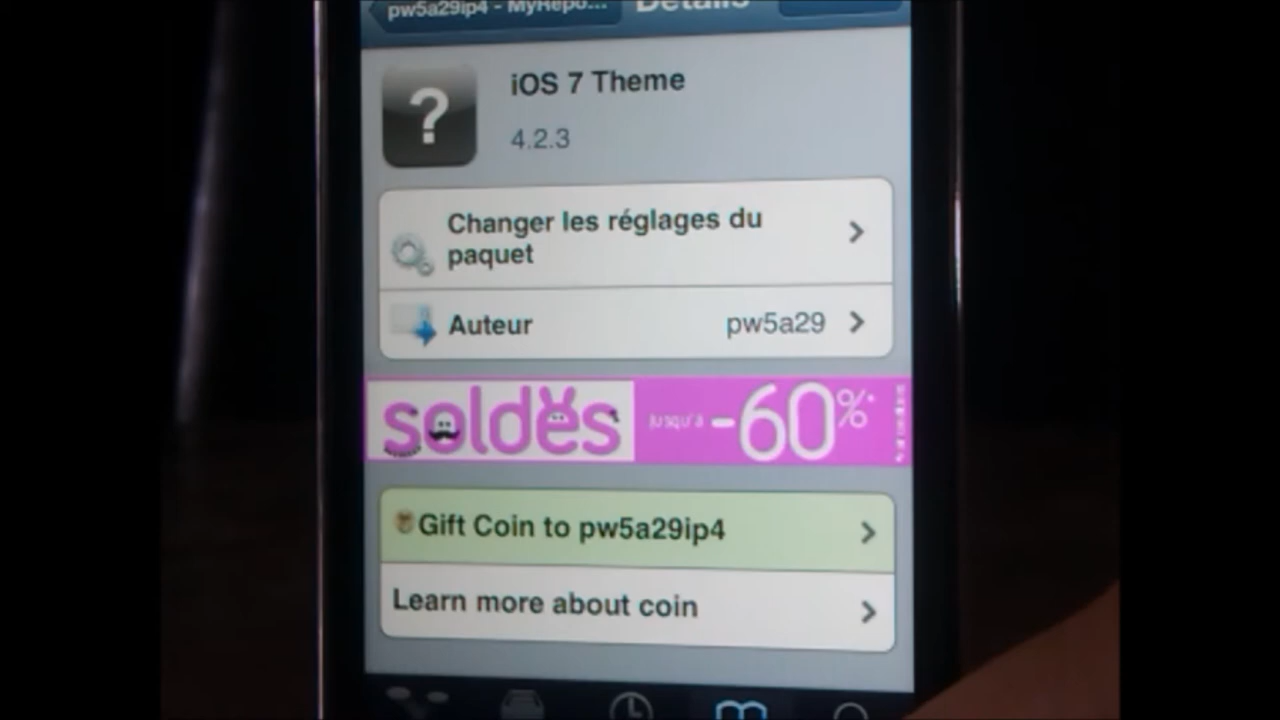 pw5a29ip4 - MyRepo...
Détails
iOS 7 Theme
4.2.3
Changer les réglages du
paquet
Auteur
pw5a29
soldes
jusqu'à -60%*
Gift Coin to pw5a29ip4
Learn more about coin